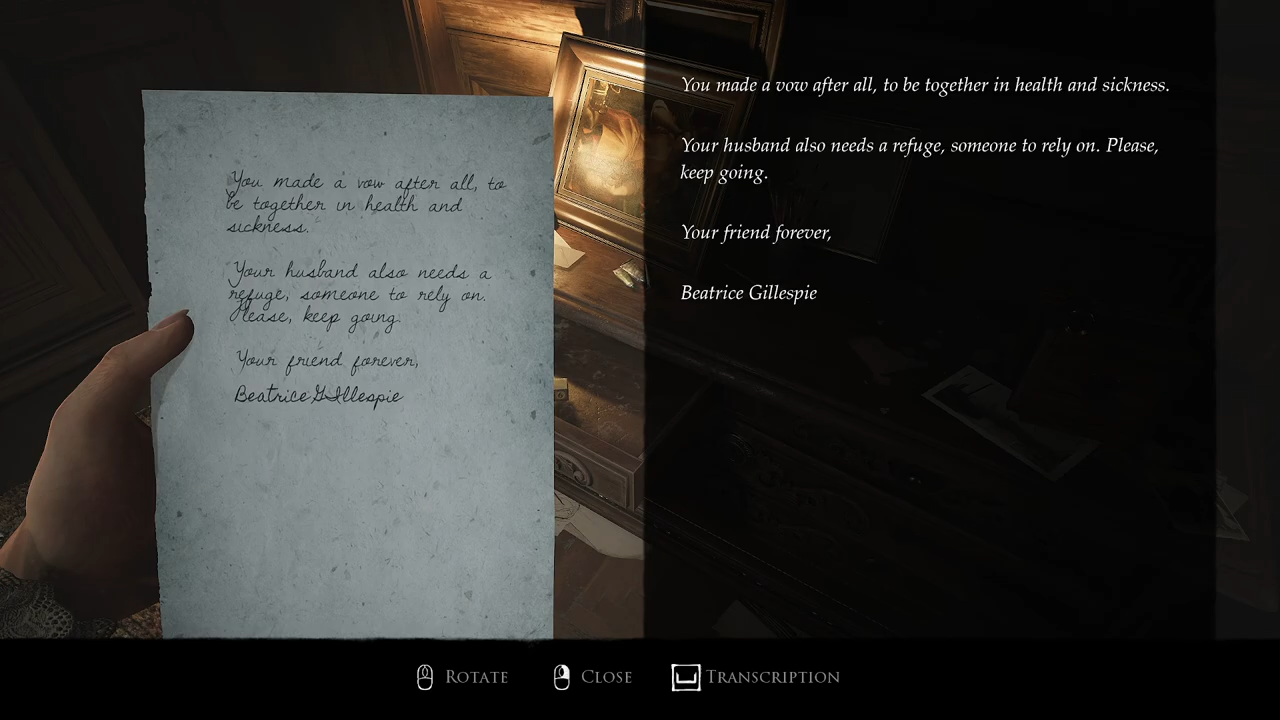 You made a vow after all, to
be together in health and
sickness.
Your husband also needs a
refuge, someone to rely on.
Please, keep going.
Your friend forever,
Beatrice Gillespie
You made a vow after all, to be together in health and sickness.
Your husband also needs a refuge, someone to rely on. Please,
keep going.
Your friend forever,
Beatrice Gillespie
Rotate Close Transcription